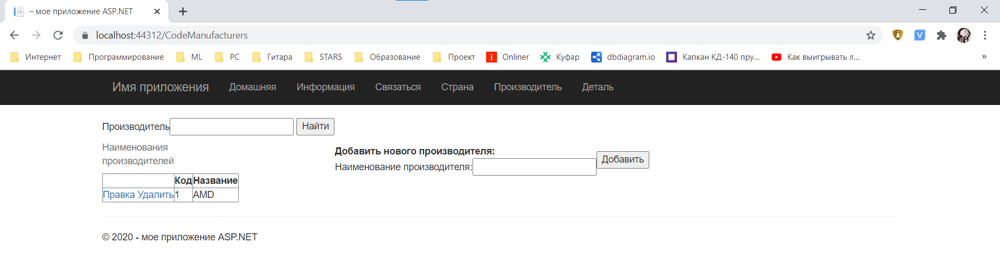 – мое приложение ASP.NET
localhost:44312/CodeManufacturers
Интернет Программирование ML PC Гитара STARS Образование Проект Onliner Куфар dbdiagram.io Капкан КД-140 пру... Как выигрывать л... »
Имя приложения Домашняя Информация Связаться Страна Производитель Деталь
Производитель Найти
Наименования
производителей
Добавить нового производителя:
Наименование производителя: Добавить
Код Название
Правка Удалить 1 AMD
© 2020 - мое приложение ASP.NET